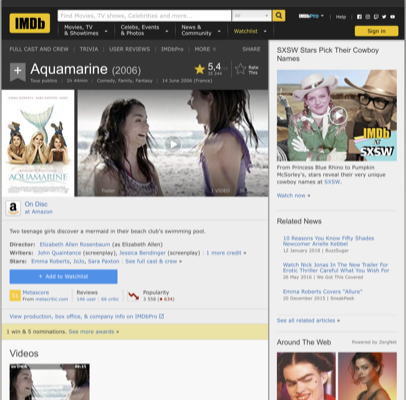 IMDb
Find Movies, TV shows, Celebrities and more...
All
IMDbPro
Help
Movies, TV
& Showtimes
Celebs, Events
& Photos
News &
Community
Watchlist
Sign in
FULL CAST AND CREW | TRIVIA | USER REVIEWS | IMDbPro | MORE
SHARE
Aquamarine (2006)
Tous publics | 1h 44min | Comedy, Family, Fantasy | 14 June 2006 (France)
5,4
Rate
This
AQUAMARINE
On Disc
at Amazon
Two teenage girls discover a mermaid in their beach club's swimming pool.
Director: Elizabeth Allen Rosenbaum (as Elizabeth Allen)
Writers: John Quaintance (screenplay), Jessica Bendinger (screenplay) | 1 more credit »
Stars: Emma Roberts, JoJo, Sara Paxton | See full cast & crew »
+ Add to Watchlist
Metascore
From metacritic.com
Reviews
146 user | 66 critic
Popularity
3 558 ( 634)
View production, box office, & company info on IMDbPro
1 win & 5 nominations. See more awards »
Videos
SXSW Stars Pick Their Cowboy
Names
IMDb
at
SXSW
From Princess Blue Rhino to Pumpkin
McSorley's, stars reveal their very unique
cowboy names at SXSW.
Watch now »
Related News
10 Reasons You Know Fifty Shades
Newcomer Arielle Kebbel
12 January 2018 | BuzzSugar
Watch Nick Jonas In The New Trailer For
Erotic Thriller Careful What You Wish For
26 May 2016 | We Got This Covered
Emma Roberts Covers "Allure"
20 December 2015 | SneakPeek
See all related articles »
Around The Web
Powered by ZergNet